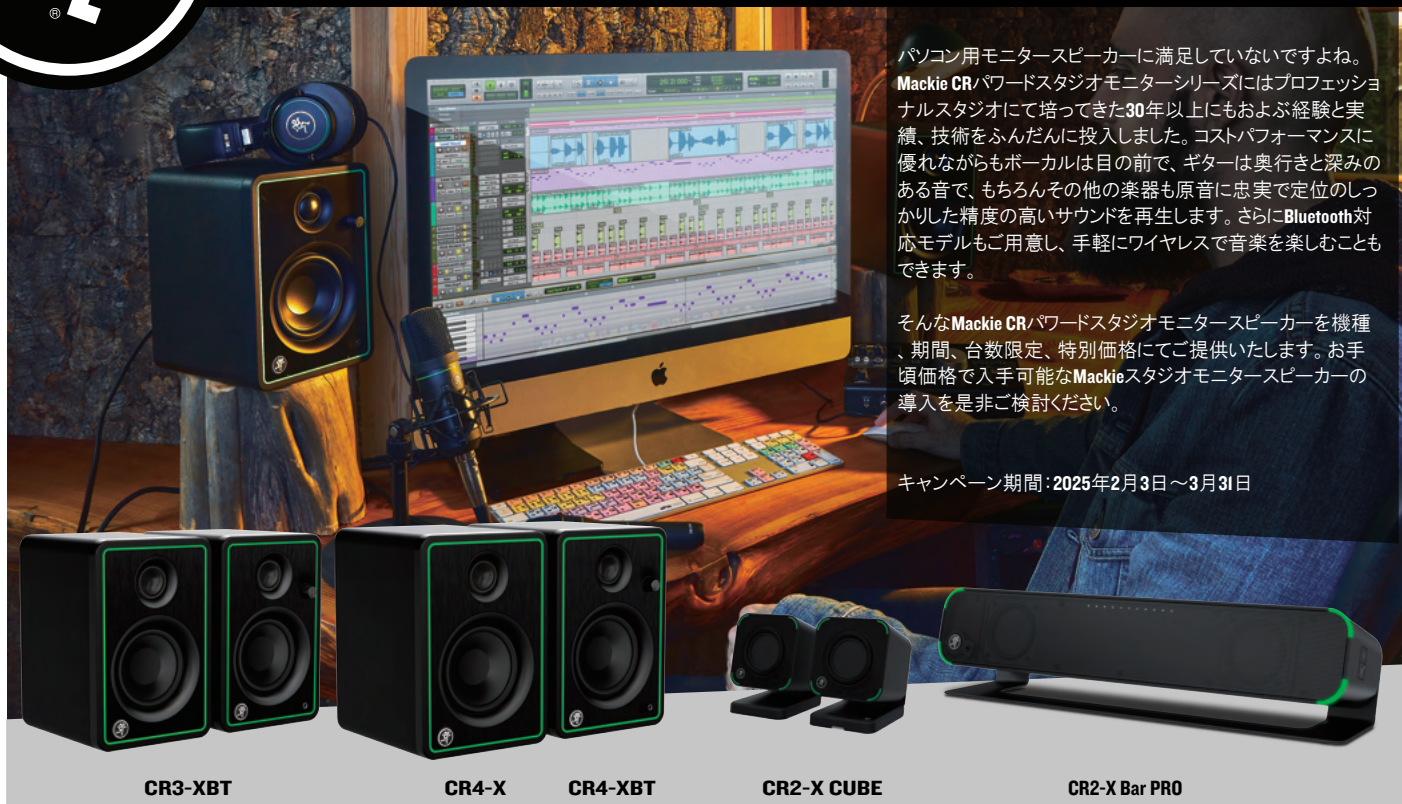 ®
パソコン用モニタースピーカーに満足していないですよね。
Mackie CRパワードスタジオモニターシリーズにはプロフェッショ
ナルスタジオにて培ってきた30年以上にもおよぶ経験と実
績、技術をふんだんに投入しました。コストパフォーマンスに
優れながらもボーカルは目の前で、ギターは奥行きと深みの
ある音で、もちろんその他の楽器も原音に忠実で定位のしっ
かりした精度の高いサウンドを再生します。さらにBluetooth対
応モデルもご用意し、手軽にワイヤレスで音楽を楽しむことも
できます。
そんなMackie CRパワードスタジオモニタースピーカーを機種
、期間、台数限定、特別価格にてご提供いたします。お手
頃価格で入手可能なMackieスタジオモニタースピーカーの
導入を是非ご検討ください。
キャンペーン期間：2025年2月3日～3月31日
CR3-XBT
CR4-X
CR4-XBT
CR2-X CUBE
CR2-X Bar PRO